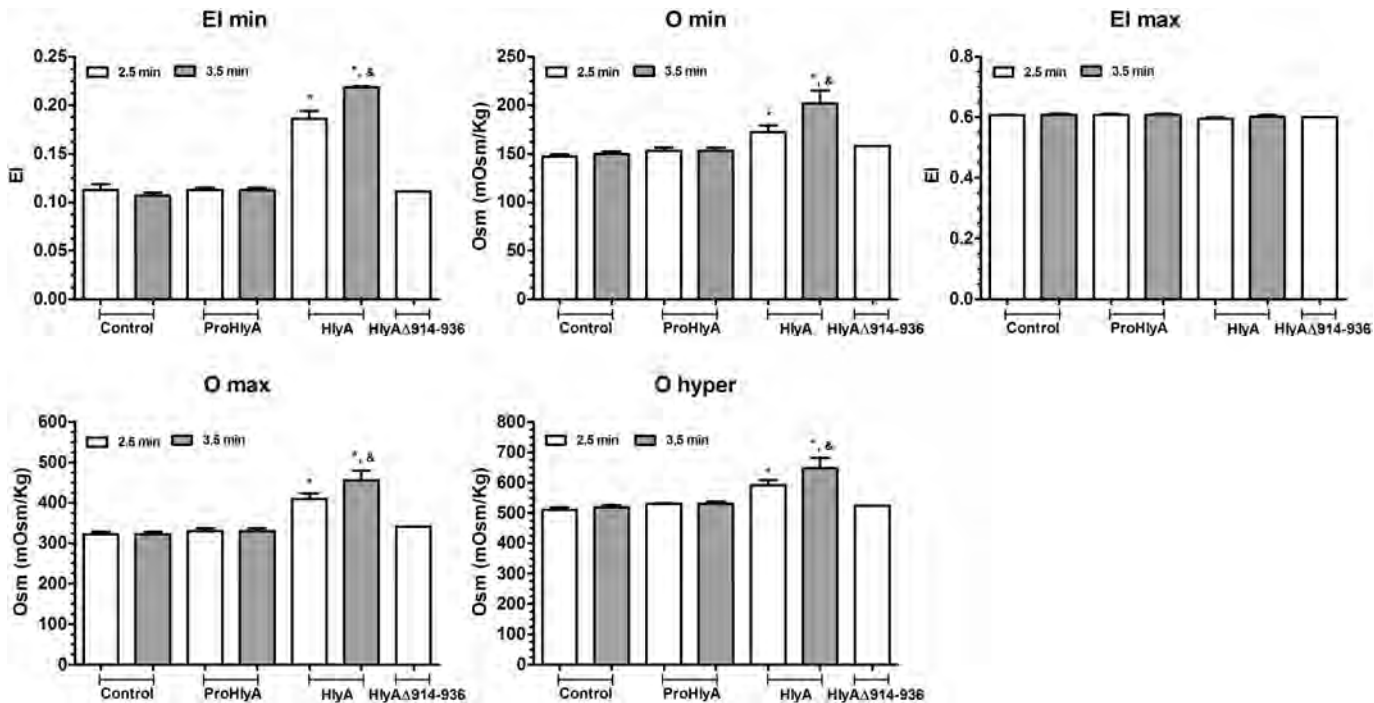 El min
0.25
0.20
0.15
0.10
0.05
0.00
EI
2.5 min 3.5 min
*
*, &
Control ProHlyA HlyA HlyAΔ914-936
O min
250
200
150
100
50
0
Osm (mOsm/Kg)
2.5 min 3.5 min
*
*, &
Control ProHlyA HlyA HlyAΔ914-936
El max
0.8
0.6
0.4
0.2
0.0
EI
2.5 min 3.5 min
Control ProHlyA HlyA HlyAΔ914-936
O max
600
500
400
300
200
100
0
Osm (mOsm/Kg)
2.5 min 3.5 min
*
*, &
Control ProHlyA HlyA HlyAΔ914-936
O hyper
800
700
600
500
400
300
200
100
0
Osm (mOsm/Kg)
2.5 min 3.5 min
*
*, &
Control ProHlyA HlyA HlyAΔ914-936